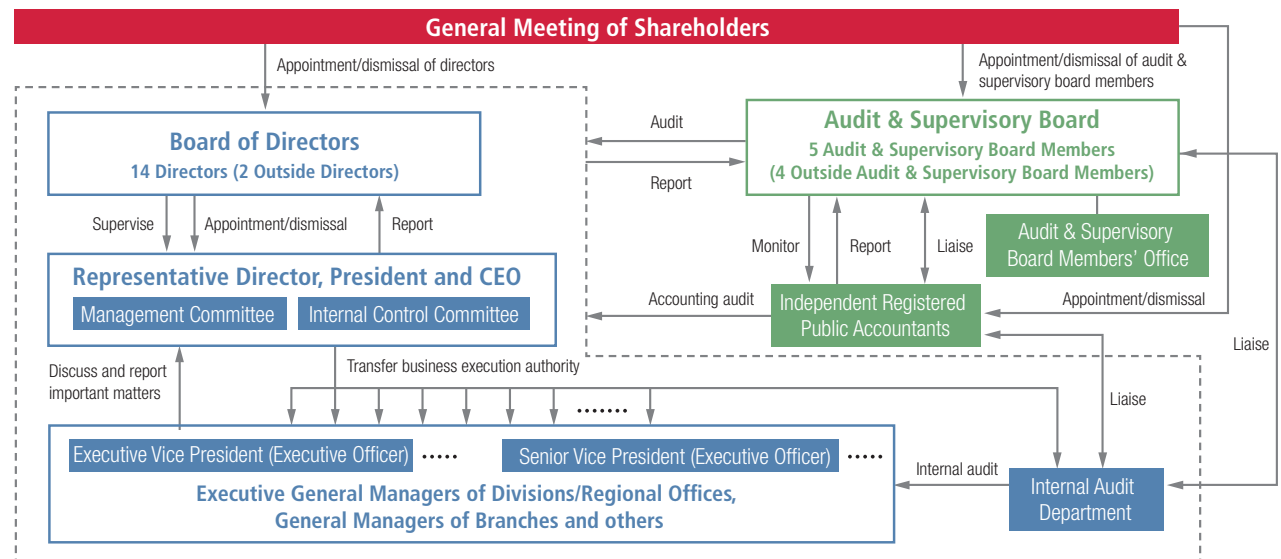 General Meeting of Shareholders
Appointment/dismissal of directors
Appointment/dismissal of audit &
supervisory board members
Board of Directors
14 Directors (2 Outside Directors)
Audit
Report
Audit & Supervisory Board
5 Audit & Supervisory Board Members
(4 Outside Audit & Supervisory Board Members)
Supervise
Appointment/dismissal
Report
Monitor
Report
Liaise
Audit & Supervisory
Board Members’ Office
Representative Director, President and CEO
Management Committee
Internal Control Committee
Accounting audit
Independent Registered
Public Accountants
Appointment/dismissal
Liaise
Discuss and report
important matters
Transfer business execution authority
Liaise
.......
Executive Vice President (Executive Officer)
.....
Senior Vice President (Executive Officer)
.....
Executive General Managers of Divisions/Regional Offices,
General Managers of Branches and others
Internal audit
Internal Audit
Department